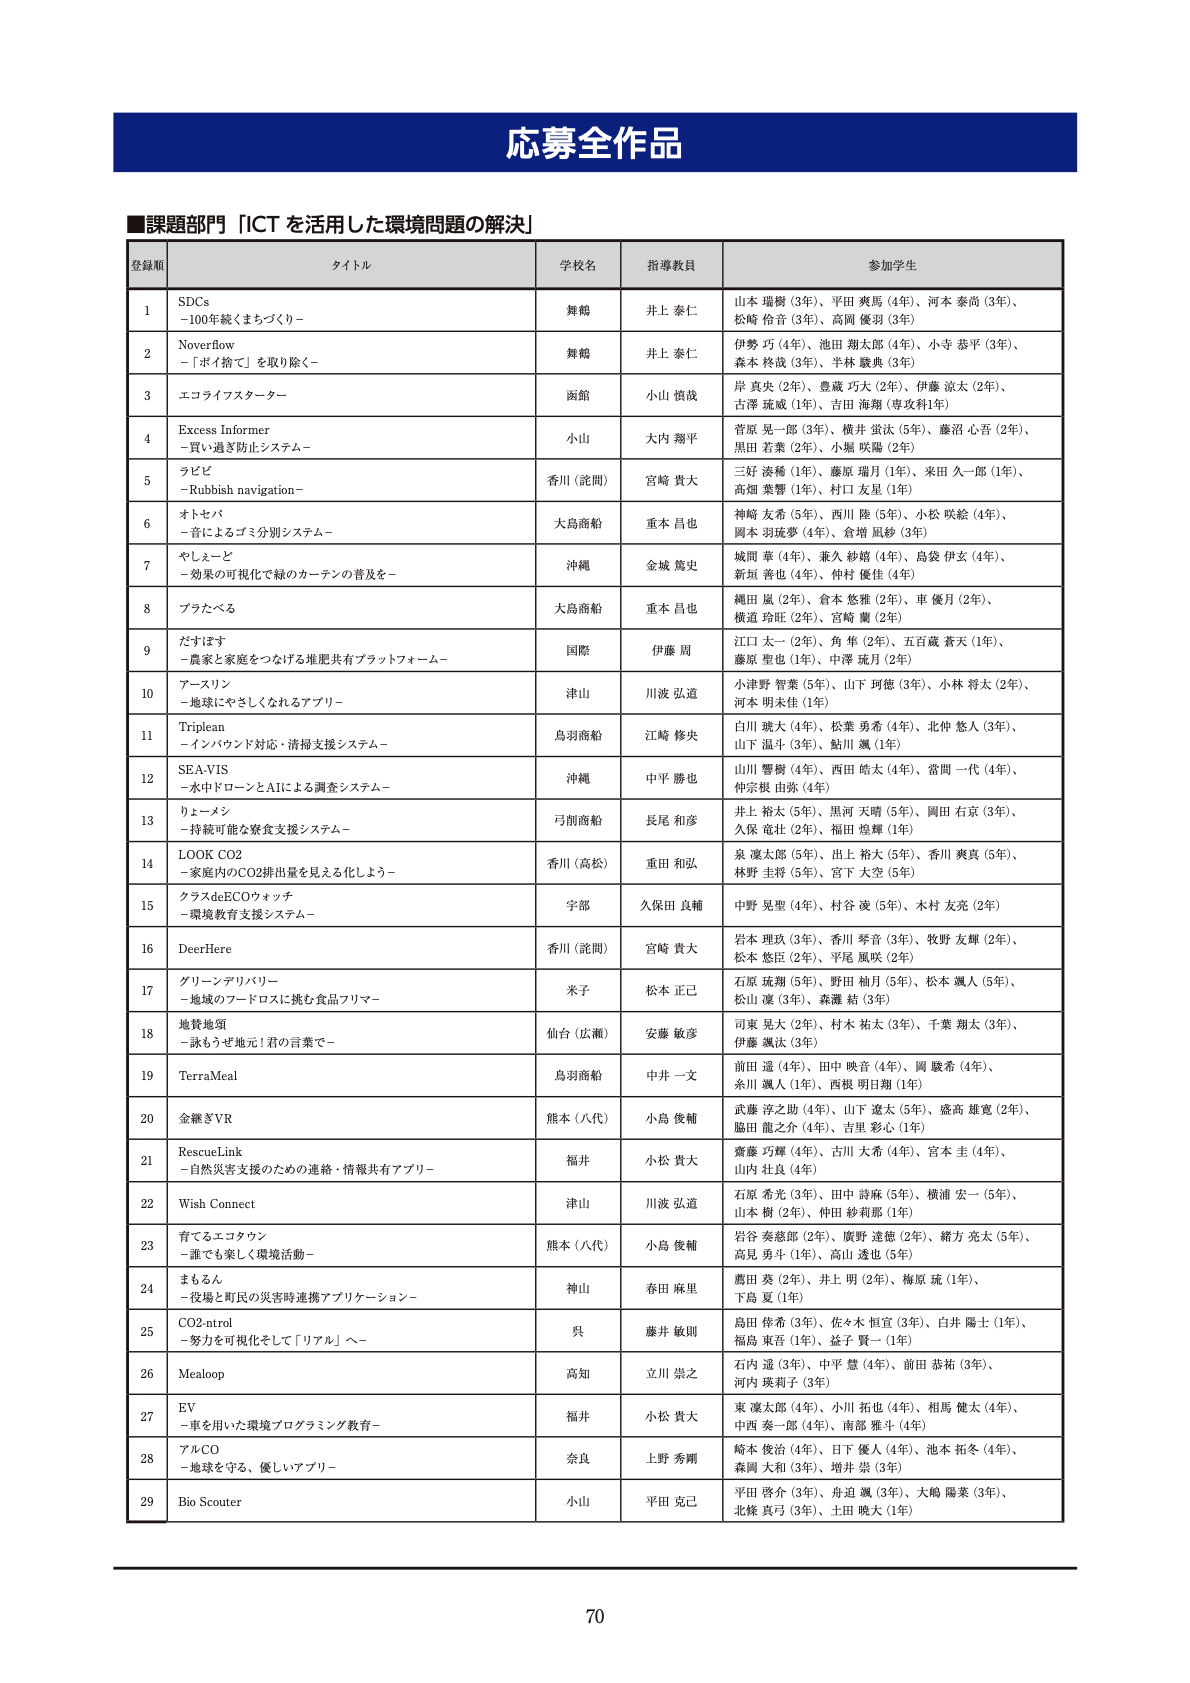 応募全作品
■課題部門「ICT を活用した環境問題の解決」
登録順 タイトル 学校名 指導教員 参加学生
1 SDCs −100年続くまちづくり− 舞鶴 井上 泰仁 山本 瑞樹（3年）、平田 爽馬（4年）、河本 泰尚（3年）、
松崎 伶音（3年）、高岡 優羽（3年）
2 Noverflow −「ポイ捨て」を取り除く− 舞鶴 井上 泰仁 伊勢 巧（4年）、池田 翔太郎（4年）、小寺 恭平（3年）、
森本 柊哉（3年）、半林 駿典（3年）
3 エコライフスターター 函館 小山 慎哉 岸 真央（2年）、豊蔵 巧大（2年）、伊藤 涼太（2年）、
古澤 琉威（1年）、吉田 海翔（専攻科1年）
4 Excess Informer −買い過ぎ防止システム− 小山 大内 翔平 菅原 晃一郎（3年）、横井 蛍汰（5年）、藤沼 心吾（2年）、
黒田 若葉（2年）、小堀 咲陽（2年）
5 ラビビ −Rubbish navigation− 香川（詫間） 宮崎 貴大 三好 湊稀（1年）、藤原 瑞月（1年）、来田 久一郎（1年）、
高畑 葉響（1年）、村口 友星（1年）
6 オトセパ −音によるゴミ分別システム− 大島商船 重本 昌也 神﨑 友希（5年）、西川 陸（5年）、小松 咲絵（4年）、
岡本 羽琉夢（4年）、倉増 凪紗（3年）
7 やしぇーど −効果の可視化で緑のカーテンの普及を− 沖縄 金城 篤史 城間 華（4年）、兼久 紗嬉（4年）、島袋 伊玄（4年）、
新垣 善也（4年）、仲村 優佳（4年）
8 プラたべる 大島商船 重本 昌也 縄田 嵐（2年）、倉本 悠雅（2年）、車 優月（2年）、
横道 玲旺（2年）、宮崎 蘭（2年）
9 だすぽす −農家と家庭をつなげる堆肥共有プラットフォーム− 国際 伊藤 周 江口 太一（2年）、角 隼（2年）、五百蔵 蒼天（1年）、
藤原 聖也（1年）、中澤 琉月（2年）
10 アースリン −地球にやさしくなれるアプリ− 津山 川波 弘道 小津野 智葉（5年）、山下 珂徳（3年）、小林 将太（2年）、
河本 明未佳（1年）
11 Triplean −インバウンド対応・清掃支援システム− 鳥羽商船 江崎 修央 白川 琥大（4年）、松葉 勇希（4年）、北仲 悠人（3年）、
山下 温斗（3年）、鮎川 颯（1年）
12 SEA-VIS −水中ドローンとAIによる調査システム− 沖縄 中平 勝也 山川 響樹（4年）、西田 皓太（4年）、當間 一代（4年）、
仲宗根 由弥（4年）
13 りょーメシ −持続可能な寮食支援システム− 弓削商船 長尾 和彦 井上 裕太（5年）、黒河 天晴（5年）、岡田 右京（3年）、
久保 竜壮（2年）、福田 煌輝（1年）
14 LOOK CO2 −家庭内のCO2排出量を見える化しよう− 香川（高松） 重田 和弘 泉 凜太郎（5年）、出上 裕大（5年）、香川 爽真（5年）、
林野 圭将（5年）、宮下 大空（5年）
15 クラスdeECOウォッチ −環境教育支援システム− 宇部 久保田 良輔 中野 晃聖（4年）、村谷 凌（5年）、木村 友亮（2年）
16 DeerHere 香川（詫間） 宮崎 貴大 岩本 理玖（3年）、香川 琴音（3年）、牧野 友輝（2年）、
松本 悠臣（2年）、平尾 風咲（2年）
17 グリーンデリバリー −地域のフードロスに挑む食品フリマ− 米子 松本 正己 石原 琉翔（5年）、野田 柚月（5年）、松本 颯人（5年）、
松山 凜（3年）、森灘 結（3年）
18 地賛地頌 −詠もうぜ地元！君の言葉で− 仙台（広瀬） 安藤 敏彦 司東 晃大（2年）、村木 祐太（3年）、千葉 翔太（3年）、
伊藤 颯汰（3年）
19 TerraMeal 鳥羽商船 中井 一文 前田 遥（4年）、田中 映音（4年）、岡 駿希（4年）、
糸川 颯人（1年）、西根 明日翔（1年）
20 金継ぎVR 熊本（八代） 小島 俊輔 武藤 淳之助（4年）、山下 遼太（5年）、盛高 雄寛（2年）、
脇田 龍之介（4年）、吉里 彩心（1年）
21 RescueLink −自然災害支援のための連絡・情報共有アプリ− 福井 小松 貴大 齋藤 巧輝（4年）、古川 大希（4年）、宮本 圭（4年）、
山内 壮良（4年）
22 Wish Connect 津山 川波 弘道 石原 希光（3年）、田中 詩麻（5年）、横浦 宏一（5年）、
山本 樹（2年）、仲田 紗莉那（1年）
23 育てるエコタウン −誰でも楽しく環境活動− 熊本（八代） 小島 俊輔 岩谷 奏慈郎（2年）、廣野 達徳（2年）、緒方 亮太（5年）、
高見 勇斗（1年）、高山 透也（5年）
24 まもるん −役場と町民の災害時連携アプリケーション− 神山 春田 麻里 鷹田 葵（2年）、井上 明（2年）、梅原 琉（1年）、
下島 夏（1年）
25 CO2-ntrol −努力を可視化そして「リアル」へ− 呉 藤井 敏則 島田 倖希（3年）、佐々木 恒宣（3年）、白井 陽士（1年）、
福島 東吾（1年）、益子 賢一（1年）
26 Mealoop 高知 立川 崇之 石内 遥（3年）、中平 慧（4年）、前田 恭祐（3年）、
河内 瑛莉子（3年）
27 EV −車を用いた環境プログラミング教育− 福井 小松 貴大 東 凜太郎（4年）、小川 拓也（4年）、相馬 健太（4年）、
中西 奏一郎（4年）、南部 雅斗（4年）
28 アルCO −地球を守る、優しいアプリ− 奈良 上野 秀剛 﨑本 俊治（4年）、日下 優人（4年）、池本 拓冬（4年）、
森岡 大和（3年）、増井 崇（3年）
29 Bio Scouter 小山 平田 克己 平田 啓介（3年）、舟迫 颯（3年）、大嶋 陽菜（3年）、
北條 真弓（3年）、土田 暁大（1年）
70